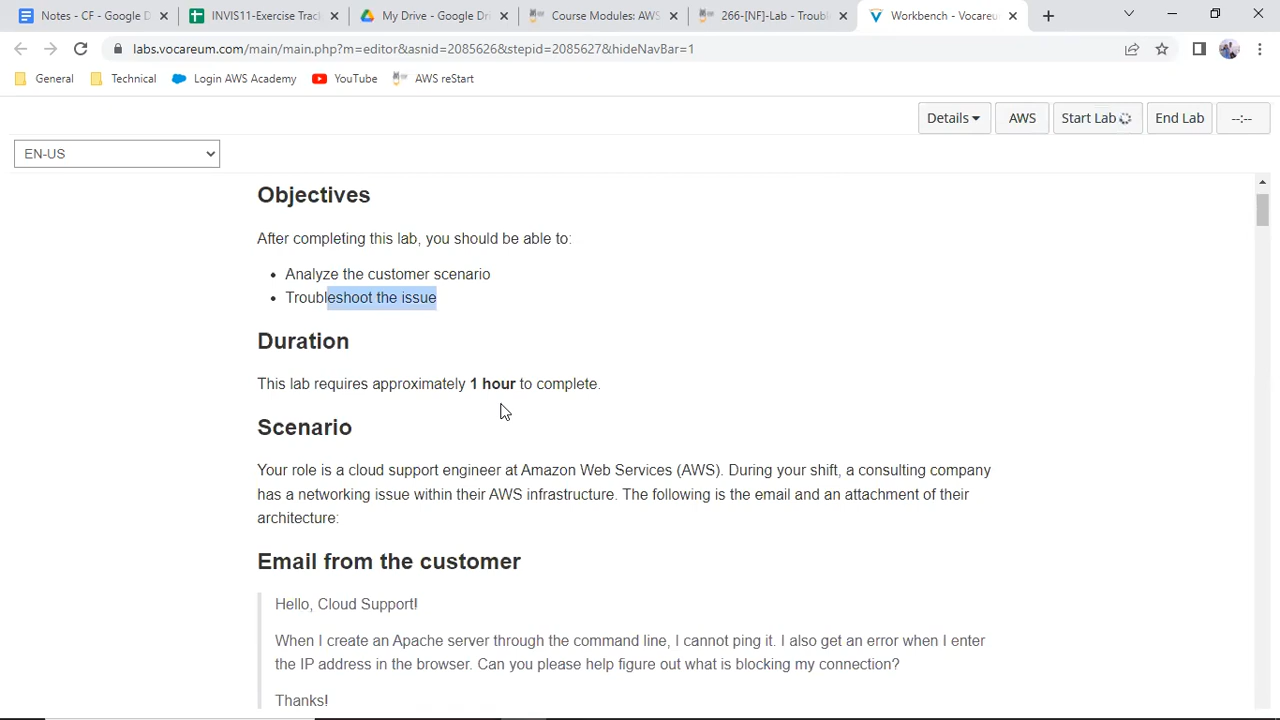 Notes - CF - Google D
INVIS11-Exercise Track
My Drive - Google Dri
Course Modules: AWS
266-[NF]-Lab - Troubl
Workbench - Vocareu
labs.vocareum.com/main/main.php?m=editor&asnid=2085626&stepid=2085627&hideNavBar=1
General
Technical
Login AWS Academy
YouTube
AWS reStart
Details
AWS
Start Lab
End Lab
--:--
EN-US
Objectives
After completing this lab, you should be able to:
• Analyze the customer scenario
• Troubleshoot the issue
Duration
This lab requires approximately 1 hour to complete.
Scenario
Your role is a cloud support engineer at Amazon Web Services (AWS). During your shift, a consulting company
has a networking issue within their AWS infrastructure. The following is the email and an attachment of their
architecture:
Email from the customer
Hello, Cloud Support!
When I create an Apache server through the command line, I cannot ping it. I also get an error when I enter
the IP address in the browser. Can you please help figure out what is blocking my connection?
Thanks!